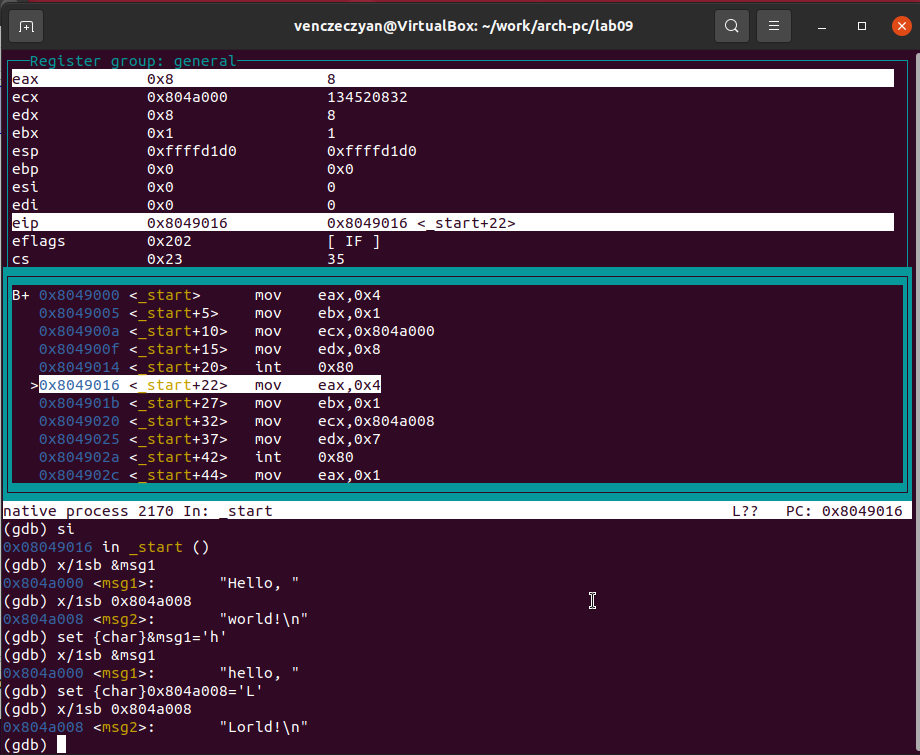 venczeczyan@VirtualBox: ~/work/arch-pc/lab09
Register group: general
eax 0x8 8
ecx 0x804a000 134520832
edx 0x8 8
ebx 0x1 1
esp 0xffffd1d0 0xffffd1d0
ebp 0x0 0x0
esi 0x0 0
edi 0x0 0
eip 0x8049016 0x8049016 <_start+22>
eflags 0x202 [ IF ]
cs 0x23 35
B+ 0x8049000 <_start> mov eax,0x4
0x8049005 <_start+5> mov ebx,0x1
0x804900a <_start+10> mov ecx,0x804a000
0x804900f <_start+15> mov edx,0x8
0x8049014 <_start+20> int 0x80
>0x8049016 <_start+22> mov eax,0x4
0x804901b <_start+27> mov ebx,0x1
0x8049020 <_start+32> mov ecx,0x804a008
0x8049025 <_start+37> mov edx,0x7
0x804902a <_start+42> int 0x80
0x804902c <_start+44> mov eax,0x1
native process 2170 In: _start L?? PC: 0x8049016
(gdb) si
0x08049016 in _start ()
(gdb) x/1sb &msg1
0x804a000 <msg1>: "Hello, "
(gdb) x/1sb 0x804a008
0x804a008 <msg2>: "world!\n"
(gdb) set {char}&msg1='h'
(gdb) x/1sb &msg1
0x804a000 <msg1>: "hello, "
(gdb) set {char}0x804a008='L'
(gdb) x/1sb 0x804a008
0x804a008 <msg2>: "Lorld!\n"
(gdb)